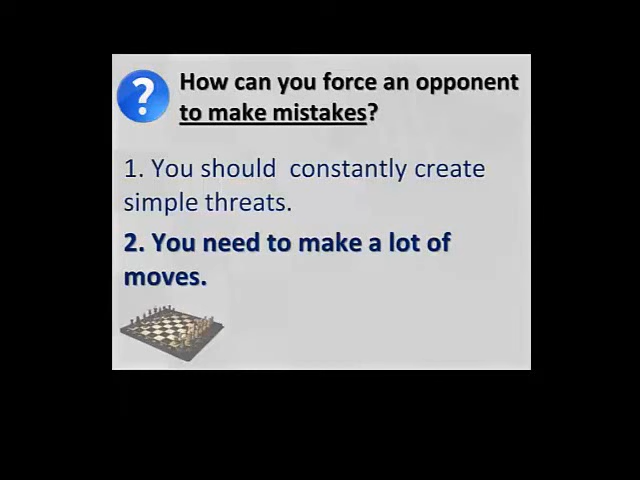 ?
How can you force an opponent
to make mistakes?
1. You should  constantly create
simple threats.
2. You need to make a lot of
moves.